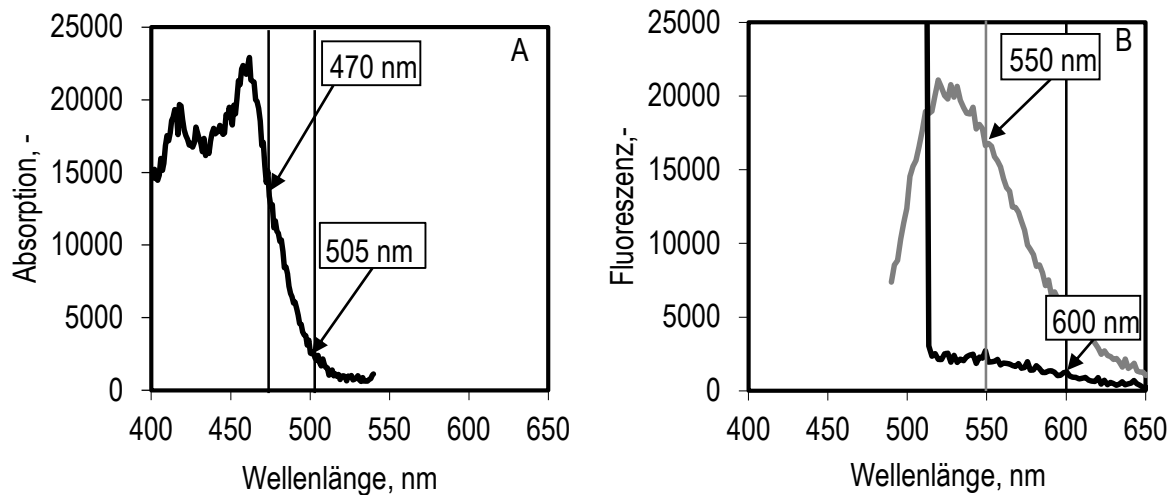 25000
20000
15000
10000
5000
0
400 450 500 550 600 650
Absorption, -
Wellenlänge, nm
A
470 nm
505 nm
25000
20000
15000
10000
5000
0
400 450 500 550 600 650
Fluoreszenz,-
Wellenlänge, nm
B
550 nm
600 nm